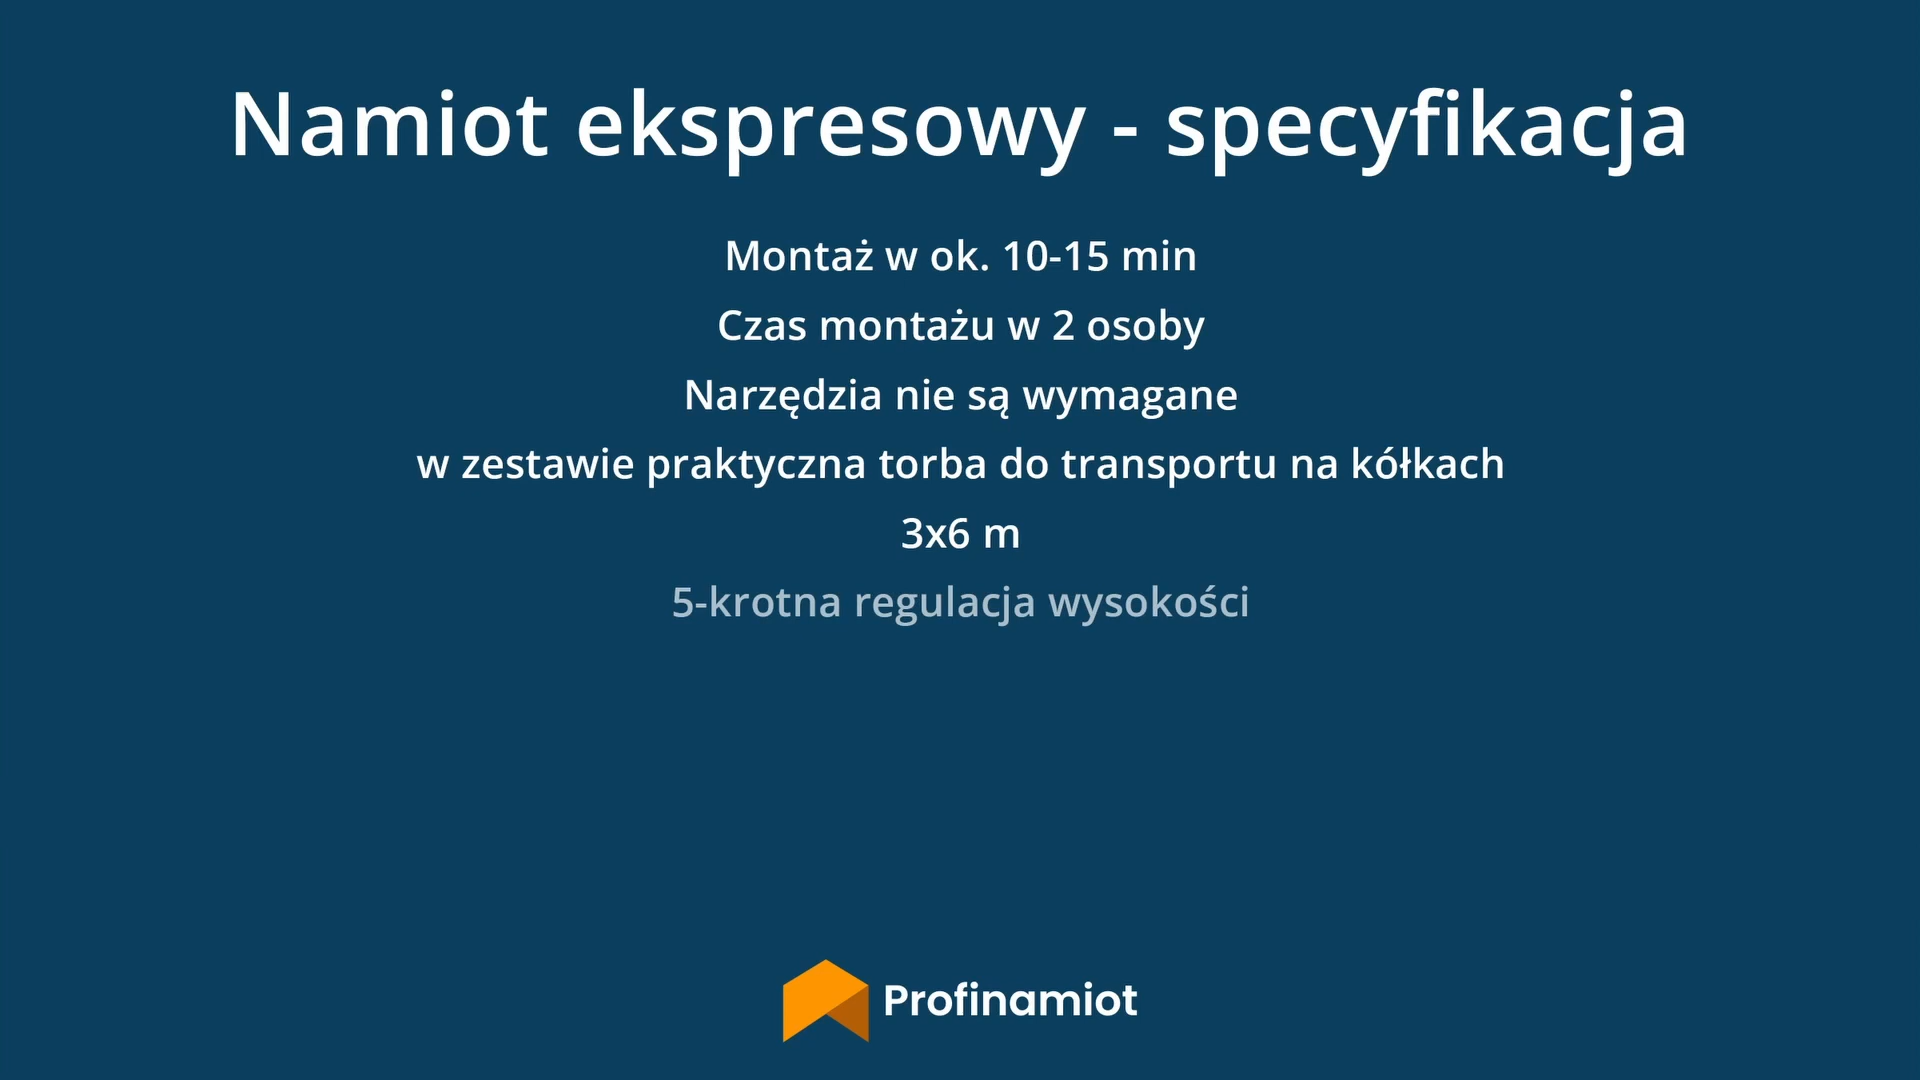 Namiot ekspresowy - specyfikacja
Montaż w ok. 10-15 min
Czas montażu w 2 osoby
Narzędzia nie są wymagane
w zestawie praktyczna torba do transportu na kółkach
3x6 m
5-krotna regulacja wysokości
Profinamiot